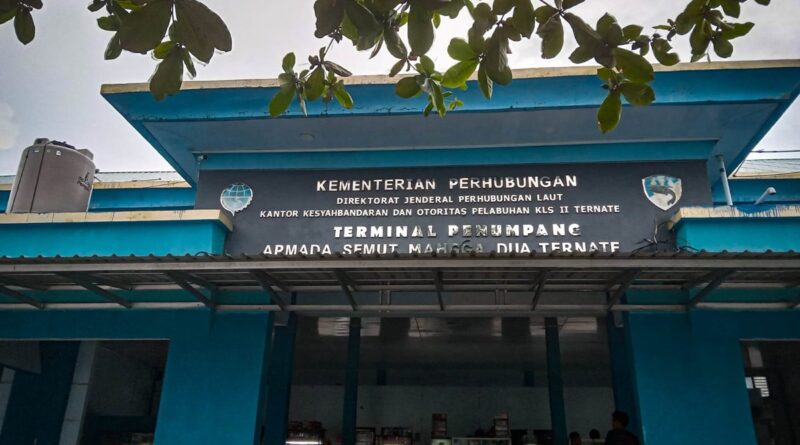 KEMENTERIAN PERHUBUNGAN
DIREKTORAT JENDERAL PERHUBUNGAN LAUT
KANTOR KESYAHBANDARAN DAN OTORITAS PELABUHAN KLS II TERNATE
TERMINAL PENUMPANG
ARMADA SEMUT MANGGA DUA TERNATE